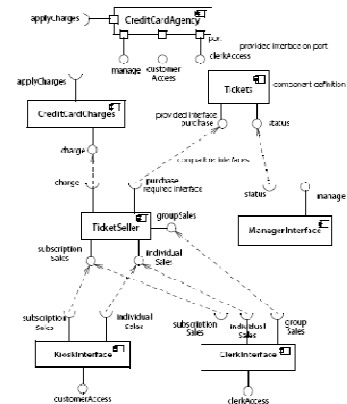 applyCharges
CreditCardAgency
port
provided interface on port
manage
customer
Access
clerkAccess
applyCharges
Tickets
component definition
CreditCardCharges
provided interface
purchase
status
charge
compatible interfaces
charge
purchase
required interface
status
manage
groupSales
TicketSeller
ManagerInterface
subscription
Sales
individual
Sales
subscription
Sales
individual
Sales
subscription
Sales
individual
Sales
group
Sales
KioskInterface
ClerkInterface
customerAccess
clerkAccess